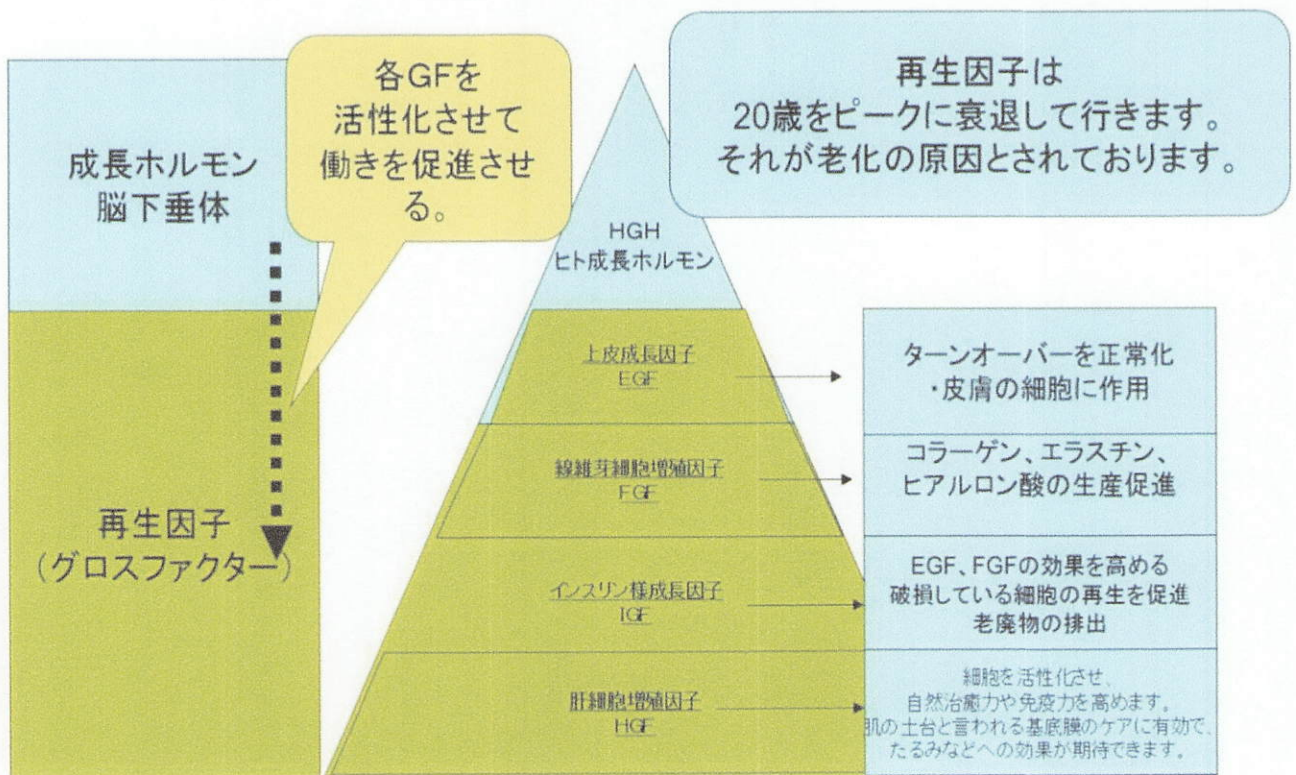 成長ホルモン
脳下垂体
各GFを
活性化させて
働きを促進させ
る。
再生因子は
20歳をピークに衰退して行きます。
それが老化の原因とされております。
HGH
ヒト成長ホルモン
再生因子
(グロスファクター)
上皮成長因子
EGF
ターンオーバーを正常化
・皮膚の細胞に作用
線維芽細胞増殖因子
FGF
コラーゲン、エラスチン、
ヒアルロン酸の生産促進
インスリン様成長因子
IGF
EGF、FGFの効果を高める
破損している細胞の再生を促進
老廃物の排出
肝細胞増殖因子
HGF
細胞を活性化させ、
自然治癒力や免疫力を高めます。
肌の土台と言われる基底膜のケアに有効で、
たるみなどへの効果が期待できます。